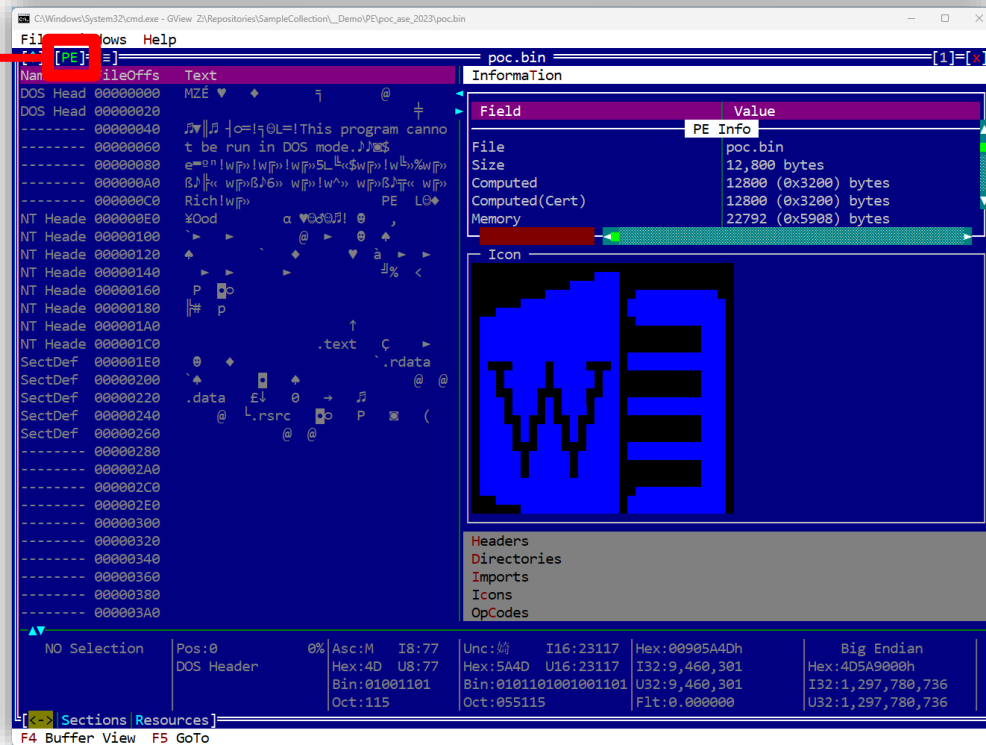 C:\Windows\System32\cmd.exe - GView Z:\Repositories\SampleCollection\__Demo\PE\poc_ase_2023\poc.bin
Fil dows Help
[PE] poc.bin [1]=[x]
Na ileOffs Text InformaTion
DOS Head 00000000 MZÉ ♥ ♦ ╕ @
DOS Head 00000020
Field Value
-------- 00000040 This program canno
PE Info
-------- 00000060 t be run in DOS mode.♪♪◙$
File poc.bin
-------- 00000080
Size 12,800 bytes
-------- 000000A0
Computed 12800 (0x3200) bytes
-------- 000000C0 Rich!w PE L☺♦
Computed(Cert) 12800 (0x3200) bytes
NT Heade 000000E0 ¥Ood α
Memory 22792 (0x5908) bytes
NT Heade 00000100 @
NT Heade 00000120 à
Icon
NT Heade 00000140 % <
NT Heade 00000160 P
NT Heade 00000180 # p
NT Heade 000001A0 ↑
NT Heade 000001C0 .text Ç ►
SectDef 000001E0 ☻ ♦ `.rdata
SectDef 00000200 `♠ ◘ ♠ @ @
SectDef 00000220 .data £↓ 0 → ♫
SectDef 00000240 @ └.rsrc ◘○ P ◙ (
SectDef 00000260 @ @
W
-------- 00000280
-------- 000002A0
-------- 000002C0
-------- 000002E0
-------- 00000300
-------- 00000320
Headers
-------- 00000340
Directories
-------- 00000360
Imports
-------- 00000380
Icons
-------- 000003A0
OpCodes
NO Selection Pos:0 0% Asc:M I8:77 Unc:婍 I16:23117 Hex:00905A4Dh Big Endian
DOS Header Hex:4D U8:77 Hex:5A4D U16:23117 I32:9,460,301 Hex:4D5A9000h
Bin:01001101 Bin:0101101001001101 U32:9,460,301 I32:1,297,780,736
Oct:115 Oct:055115 Flt:0.000000 U32:1,297,780,736
[<->|Sections|Resources]
F4 Buffer View F5 GoTo